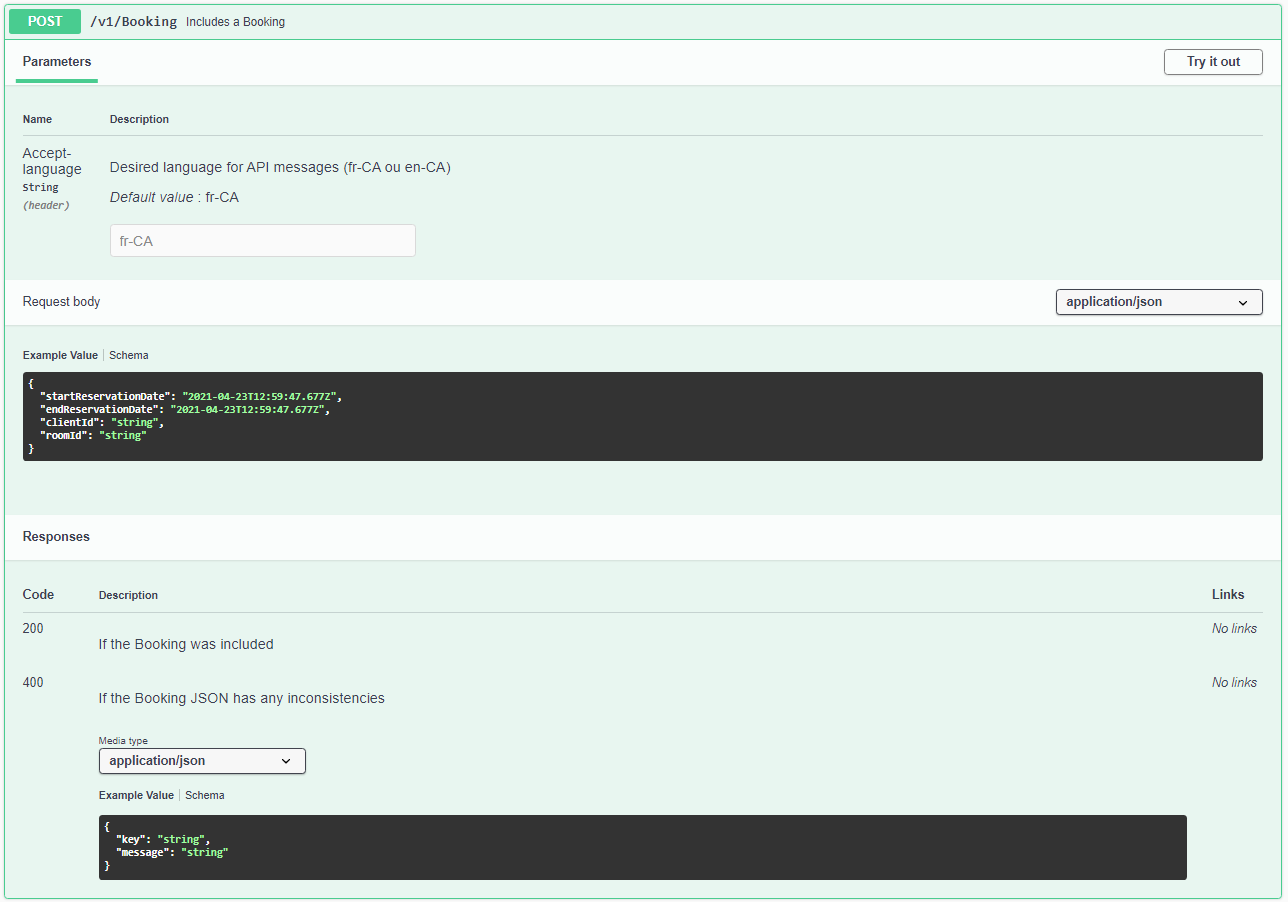 POST /v1/Booking Includes a Booking
Parameters Try it out
Name Description
Accept-
language
String
(header)
Desired language for API messages (fr-CA ou en-CA)
Default value : fr-CA
fr-CA
Request body application/json
Example Value Schema
{
"startReservationDate": "2021-04-23T12:59:47.677Z",
"endReservationDate": "2021-04-23T12:59:47.677Z",
"clientId": "string",
"roomId": "string"
}
Responses
Code Description Links
200 No links
If the Booking was included
400 No links
If the Booking JSON has any inconsistencies
Media type
application/json
Example Value Schema
{
"key": "string",
"message": "string"
}